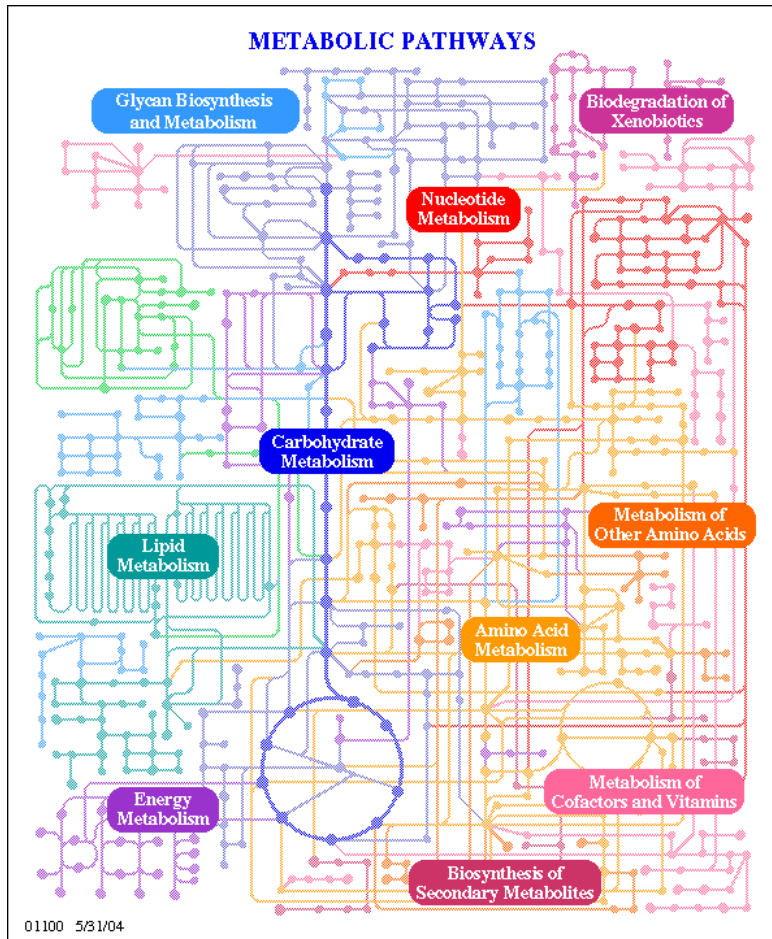 METABOLIC PATHWAYS
Glycan Biosynthesis
and Metabolism
Biodegradation of
Xenobiotics
Nucleotide
Metabolism
Carbohydrate
Metabolism
Metabolism of
Other Amino Acids
Lipid
Metabolism
Amino Acid
Metabolism
Metabolism of
Cofactors and Vitamins
Energy
Metabolism
Biosynthesis of
Secondary Metabolites
01100 5/31/04